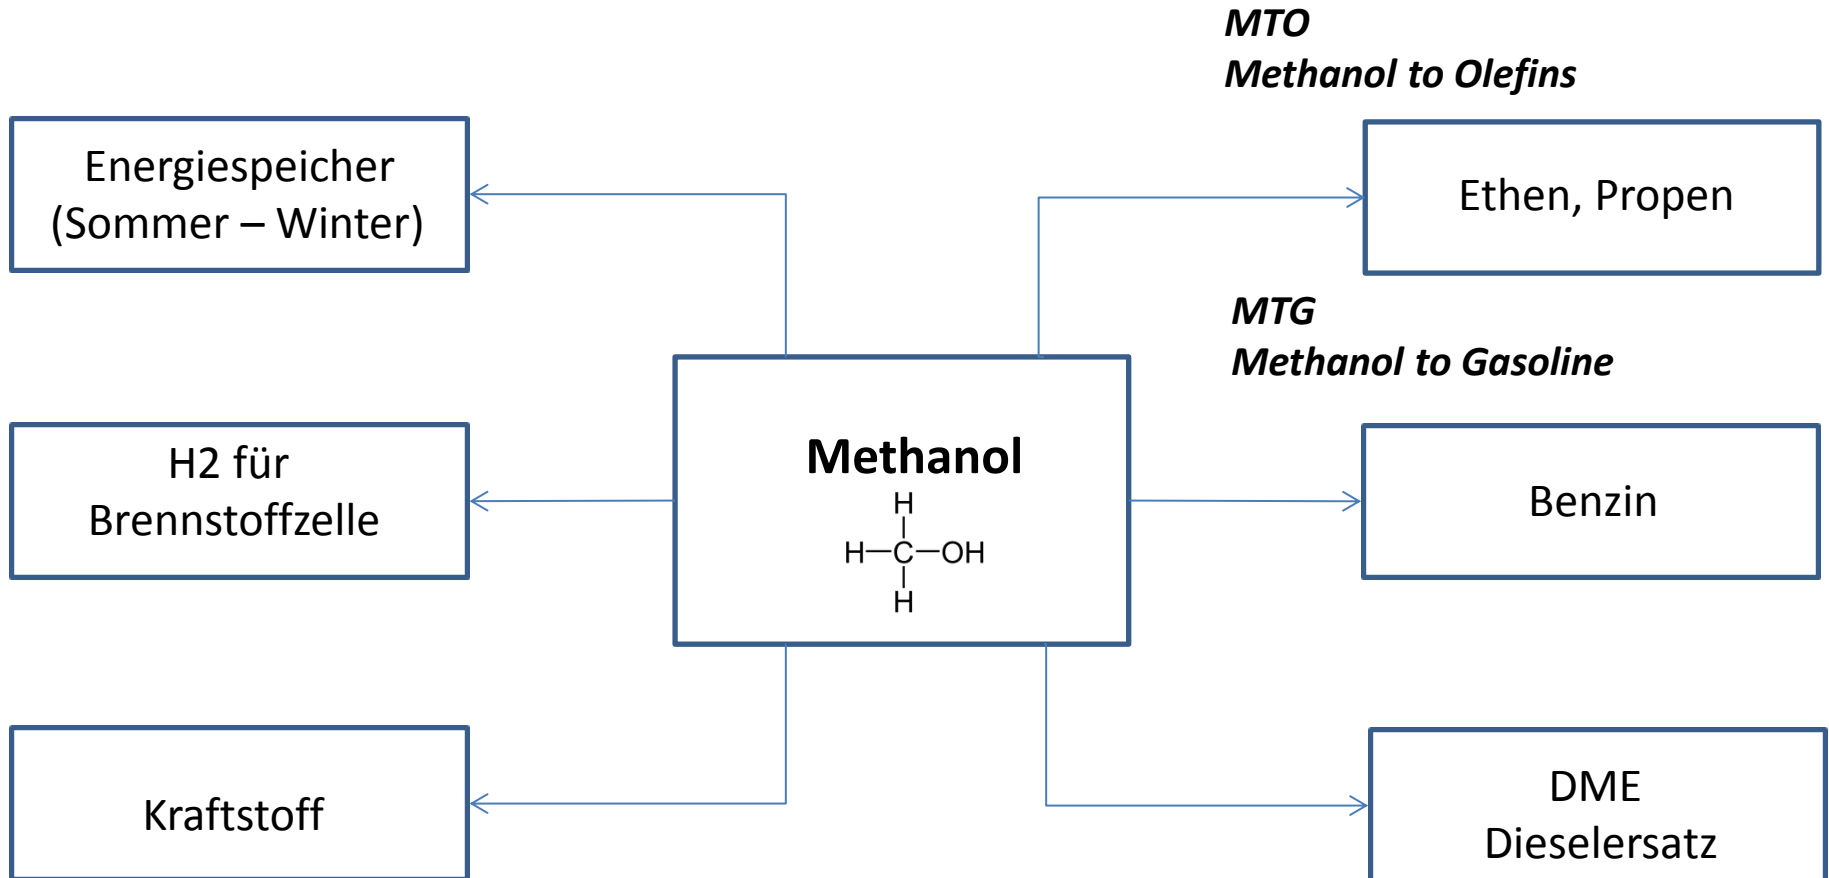 MTO
Methanol to Olefins
Energiespeicher
(Sommer – Winter)
Ethen, Propen
MTG
Methanol to Gasoline
H2 für
Brennstoffzelle
Methanol
H
H C OH
H
Benzin
Kraftstoff
DME
Dieselersatz